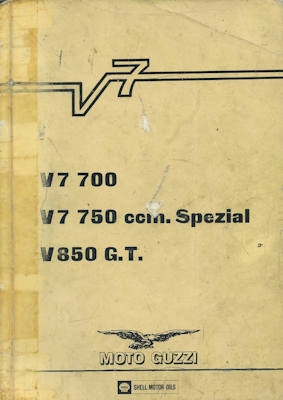 V7
V7 700
V7 750 ccm. Spezial
V850 G.T.
MOTO GUZZI
SHELL MOTOR OILS